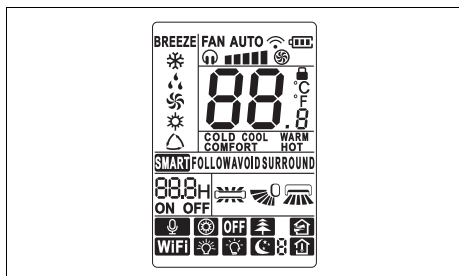 BREEZE FAN AUTO
88.8 °C °F
COLD COOL WARM
COMFORT HOT
SMART FOLLOW AVOID SURROUND
88.8H
ON OFF
OFF
WiFi 8